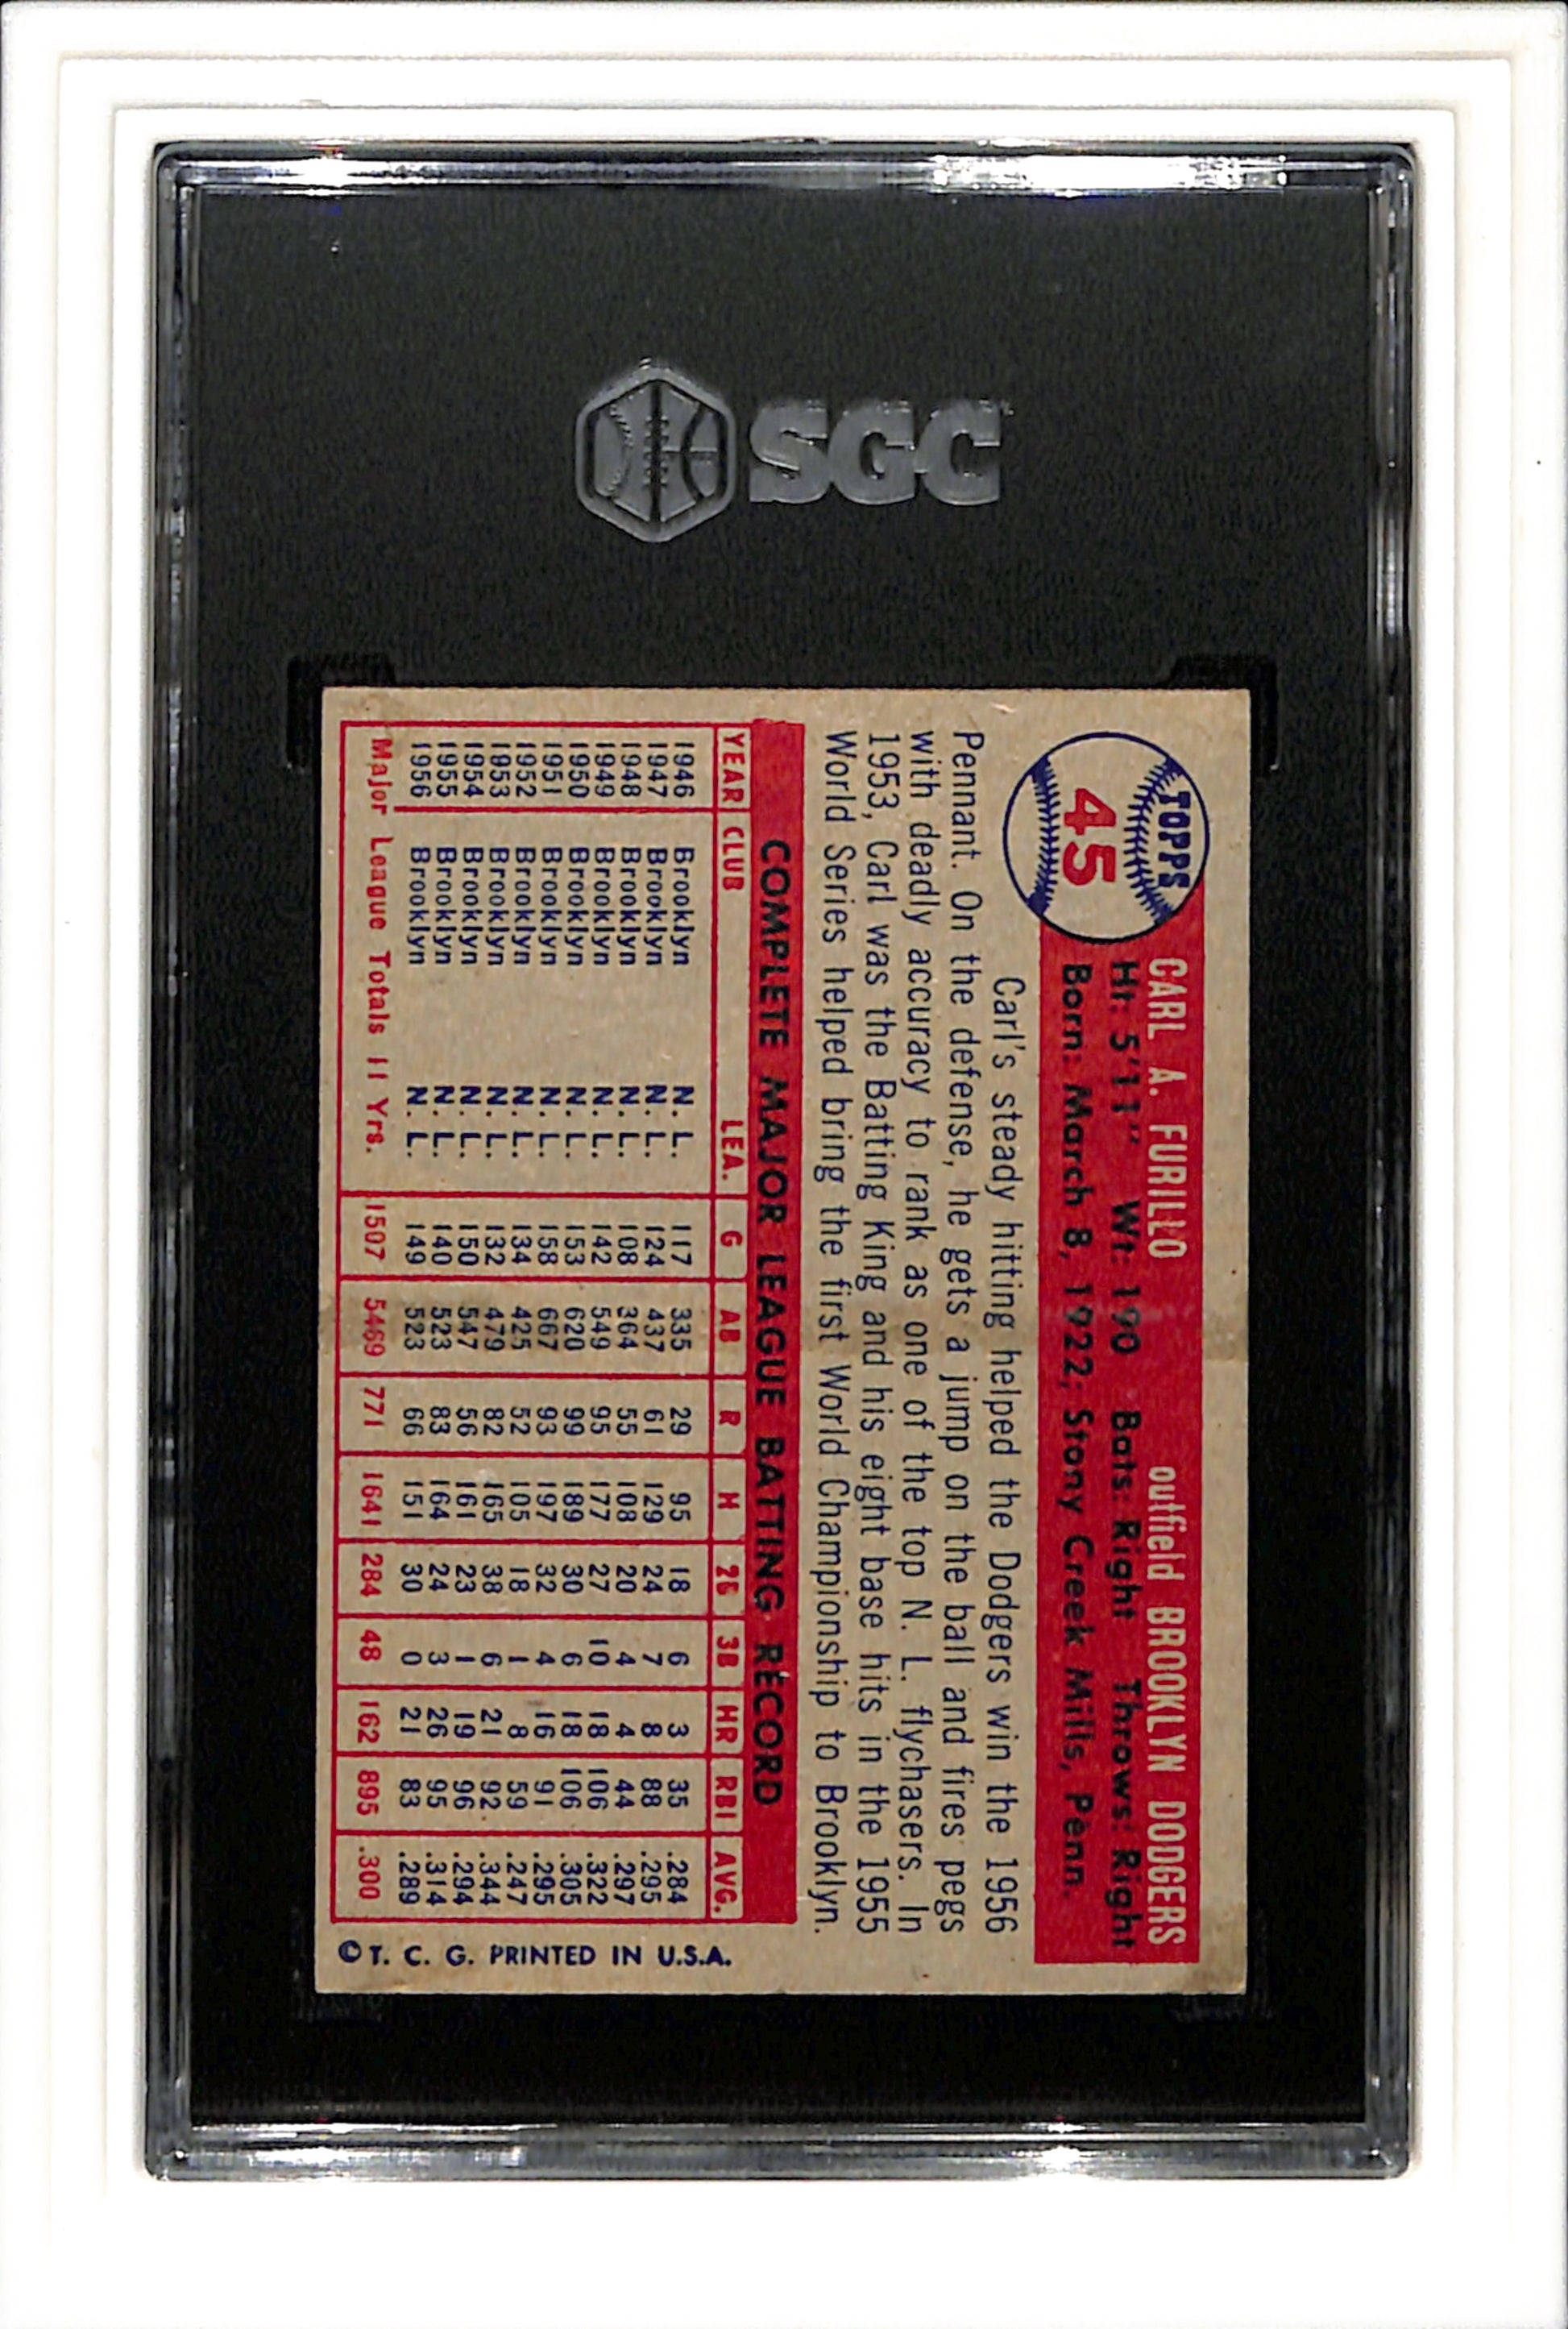 SGC
TOPPS
45
CARL A. FURILLO outfield BROOKLYN DODGERS
Ht: 5'11" Wt: 190 Bats: Right Throws: Right
Born: March 8, 1922; Stony Creek Mills, Penn.
Carl's steady hitting helped the Dodgers win the 1956
Pennant. On the defense, he gets a jump on the ball and fires pegs
with deadly accuracy to rank as one of the top N. L. flychasers. In
1953, Carl was the Batting King and his eight base hits in the 1955
World Series helped bring the first World Championship to Brooklyn.
COMPLETE MAJOR LEAGUE BATTING RECORD
YEAR CLUB LEA. G AB R H 2B 3B HR RBI AVG.
1946 Brooklyn N. L. 117 335 29 95 18 6 3 35 .284
1947 Brooklyn N. L. 124 437 61 129 24 7 8 88 .295
1948 Brooklyn N. L. 108 364 55 108 20 4 4 44 .297
1949 Brooklyn N. L. 142 549 95 177 27 10 18 106 .322
1950 Brooklyn N. L. 153 620 99 189 30 6 18 106 .305
1951 Brooklyn N. L. 158 667 93 197 32 4 16 91 .295
1952 Brooklyn N. L. 134 425 52 105 18 1 8 59 .247
1953 Brooklyn N. L. 132 479 82 165 38 6 21 92 .344
1954 Brooklyn N. L. 150 547 56 161 23 1 19 96 .294
1955 Brooklyn N. L. 140 523 83 164 24 3 26 95 .314
1956 Brooklyn N. L. 149 523 66 151 30 0 21 83 .289
Major League Totals 11 Yrs. 1507 5469 771 1641 284 48 162 895 .300
© T. C. G. PRINTED IN U.S.A.